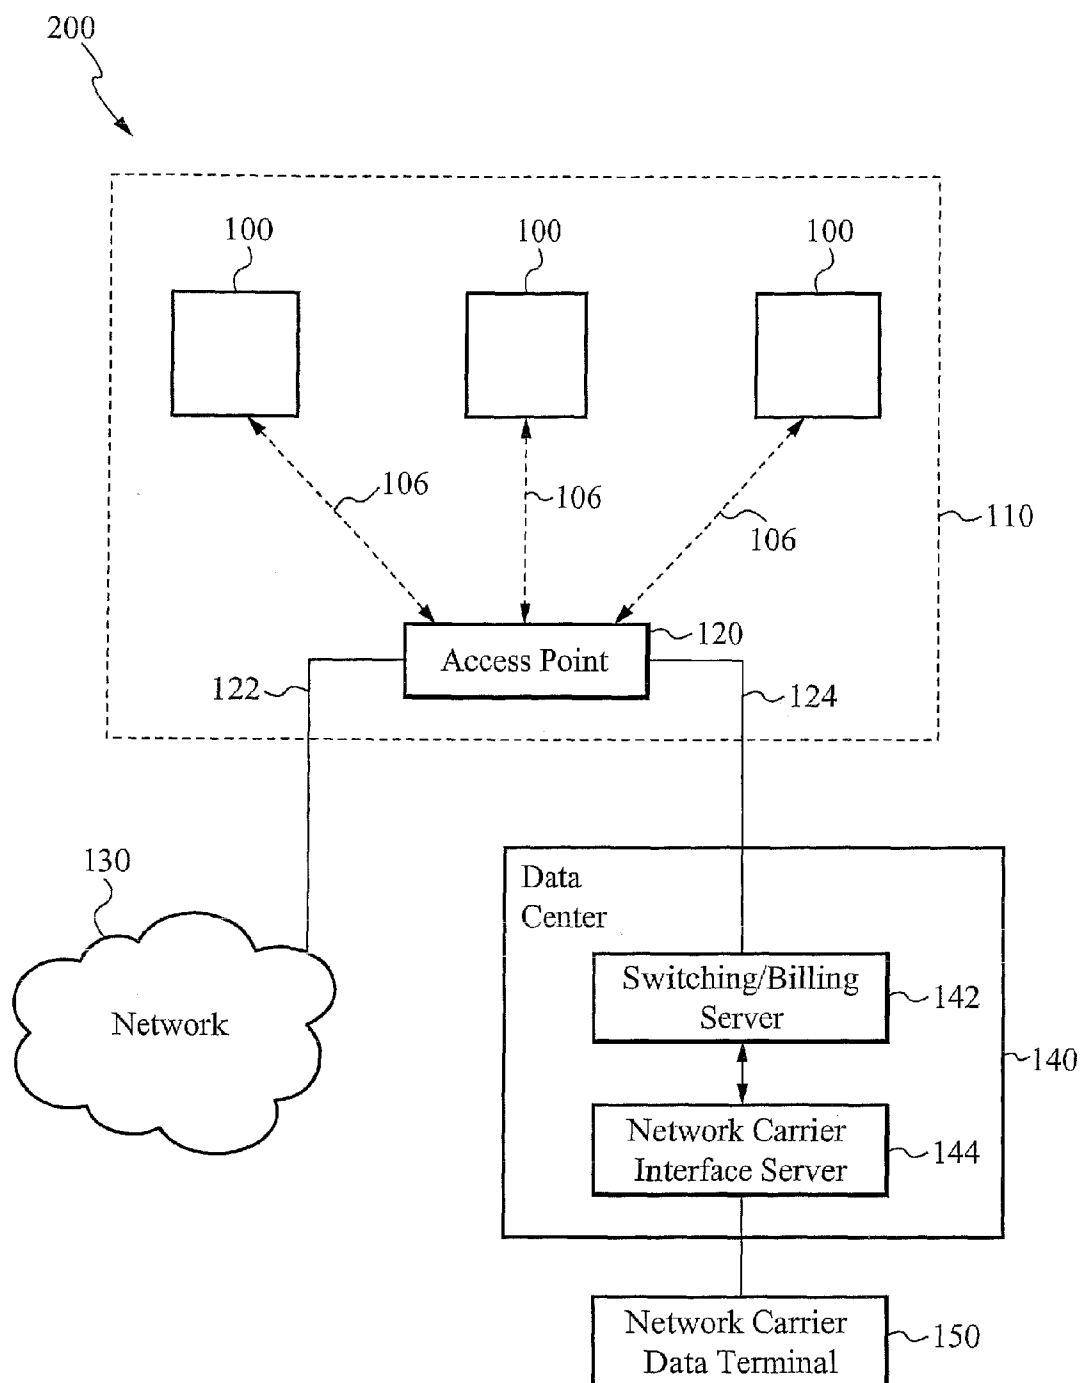 200
100
100
100
106
106
106
110
120
Access Point
122
124
130
Network
Data
Center
Switching/Billing
Server
142
140
Network Carrier
Interface Server
144
Network Carrier
Data Terminal
150